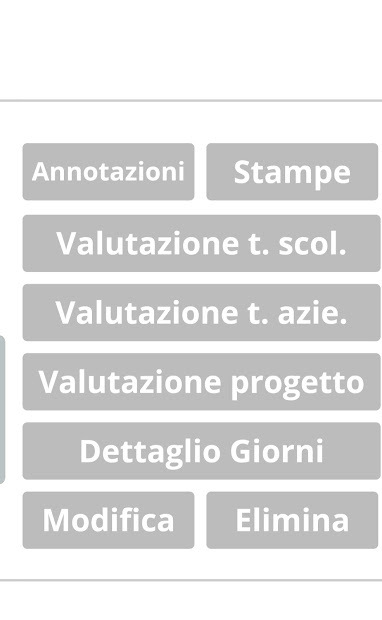 Annotazioni Stampe
Valutazione t. scol.
Valutazione t. azie.
Valutazione progetto
Dettaglio Giorni
Modifica Elimina